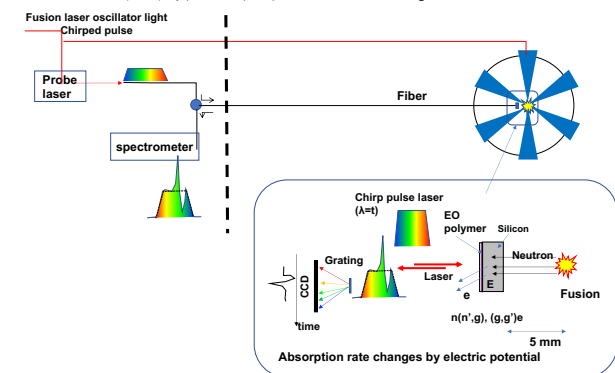 Fusion laser oscillator light
Chirped pulse
Probe
laser
Fiber
spectrometer
Chirp pulse laser
(λ=t)
EO
polymer
Silicon
Grating
Neutron
CCD
Laser
E
e
Fusion
n(n',g), (g,g')e
time
5 mm
Absorption rate changes by electric potential